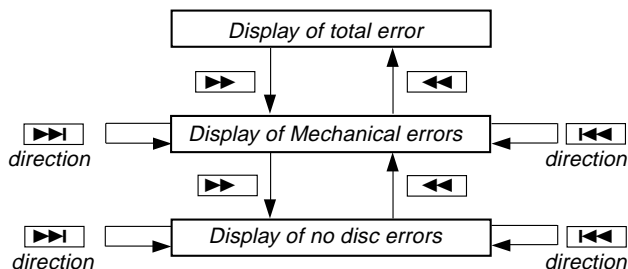 Display of total error
Display of Mechanical errors
direction
direction
Display of no disc errors
direction
direction